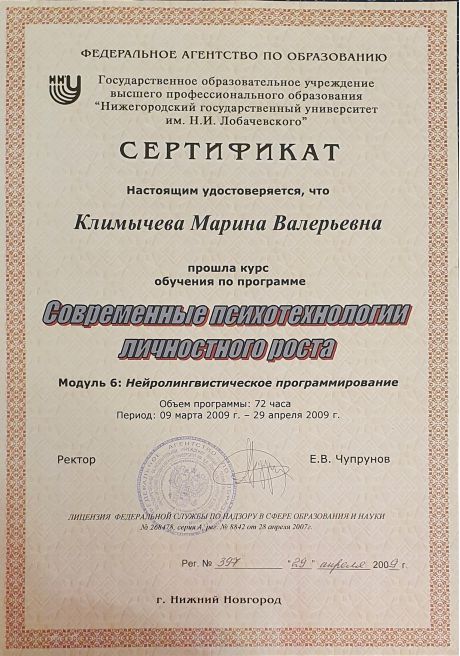 ФЕДЕРАЛЬНОЕ АГЕНТСТВО ПО ОБРАЗОВАНИЮ
ННГУ
Государственное образовательное учреждение
высшего профессионального образования
"Нижегородский государственный университет
им. Н.И. Лобачевского"
СЕРТИФИКАТ
Настоящим удостоверяется, что
Климычева Марина Валерьевна
прошла курс
обучения по программе
Современные психотехнологии
личностного роста
Модуль 6: Нейролингвистическое программирование
Объем программы: 72 часа
Период: 09 марта 2009 г. – 29 апреля 2009 г.
Ректор
Е.В. Чупрунов
ЛИЦЕНЗИЯ ФЕДЕРАЛЬНОЙ СЛУЖБЫ ПО НАДЗОРУ В СФЕРЕ ОБРАЗОВАНИЯ И НАУКИ
№ 268478, серия А, рег. № 8842 от 28 апреля 2007г.
Рег. № 397 "29" апреля 2009 г.
г. Нижний Новгород